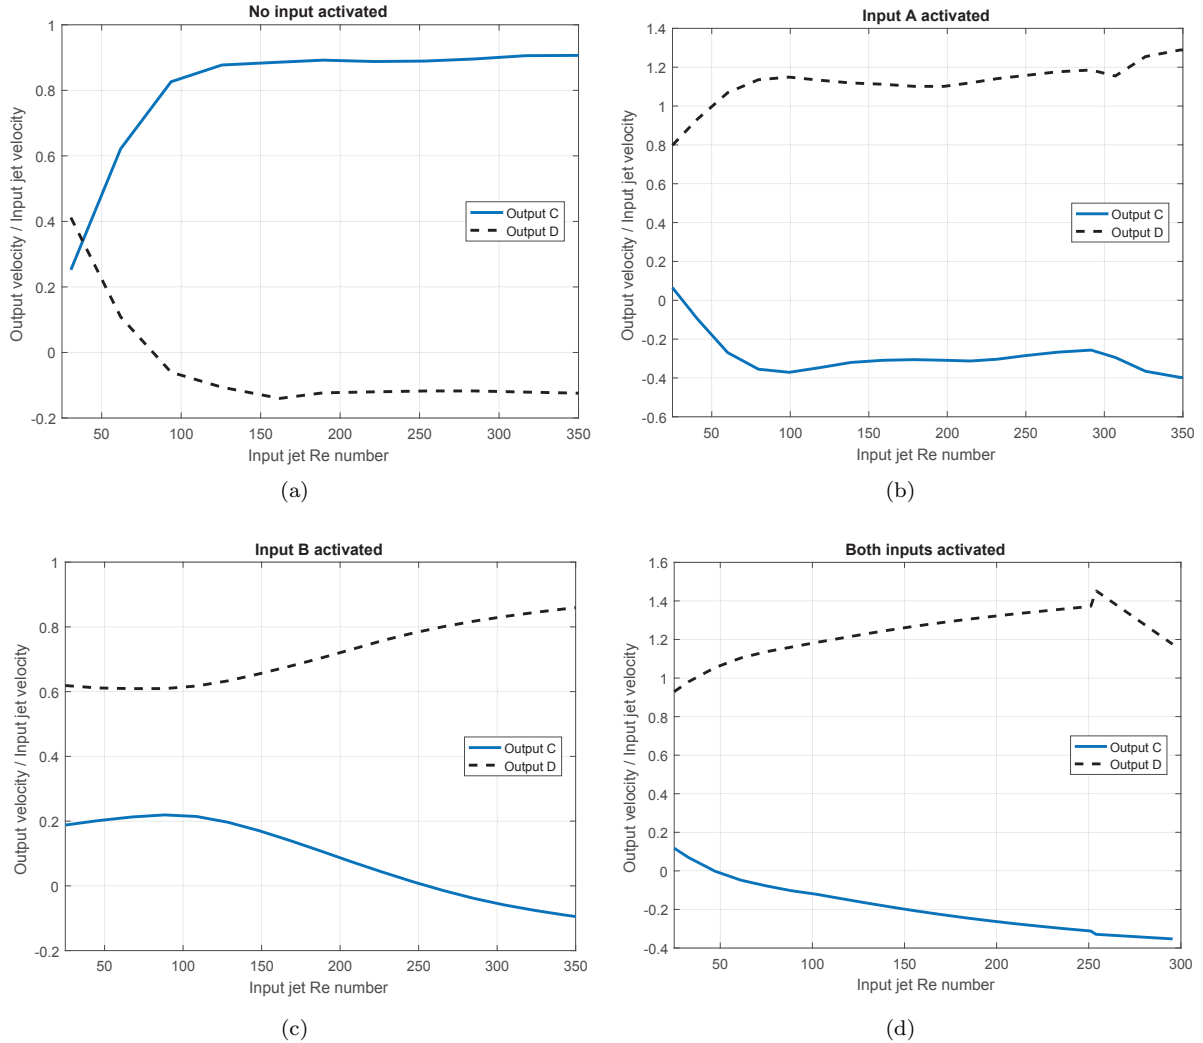 No input activated
1
0.8
0.6
0.4
0.2
0
-0.2
Output velocity / Input jet velocity
Output C
Output D
50 100 150 200 250 300 350
Input jet Re number
(a)
Input A activated
1.4
1.2
1
0.8
0.6
0.4
0.2
0
-0.2
-0.4
-0.6
Output velocity / Input jet velocity
Output C
Output D
50 100 150 200 250 300 350
Input jet Re number
(b)
Input B activated
1
0.8
0.6
0.4
0.2
0
-0.2
Output velocity / Input jet velocity
Output C
Output D
50 100 150 200 250 300 350
Input jet Re number
(c)
Both inputs activated
1.6
1.4
1.2
1
0.8
0.6
0.4
0.2
0
-0.2
-0.4
Output velocity / Input jet velocity
Output C
Output D
50 100 150 200 250 300
Input jet Re number
(d)